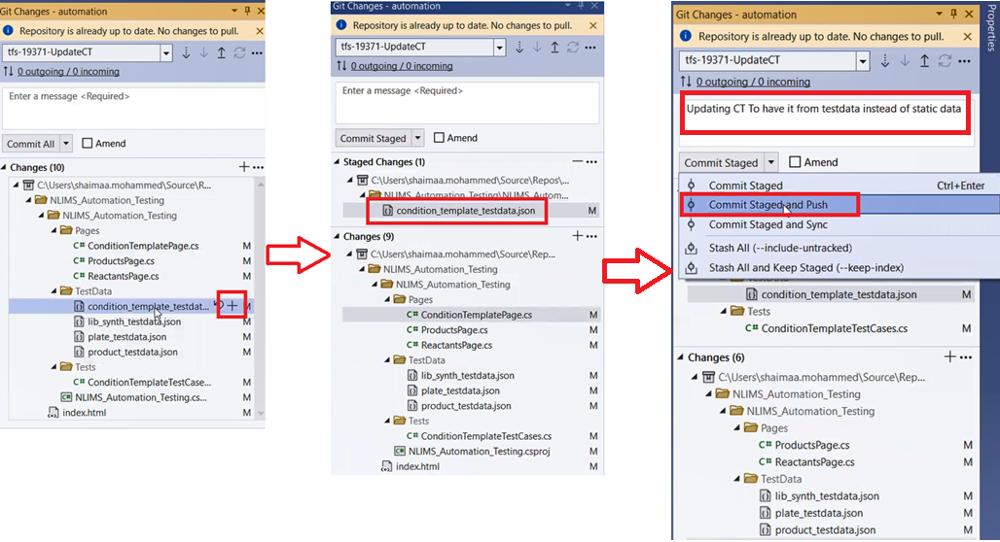 Git Changes - automation
Repository is already up to date. No changes to pull.
tfs-19371-UpdateCT
0 outgoing / 0 incoming
Enter a message <Required>
Commit All
Amend
Changes (10)
C:\Users\shaimaa.mohammed\Source\R...
NLIMS_Automation_Testing
NLIMS_Automation_Testing
Pages
C# ConditionTemplatePage.cs M
C# ProductsPage.cs M
C# ReactantsPage.cs M
TestData
condition_template_testdat... M
lib_synth_testdata.json M
plate_testdata.json M
product_testdata.json M
Tests
C# ConditionTemplateTestCase... M
NLIMS_Automation_Testing.cs... M
index.html M
Git Changes - automation
Repository is already up to date. No changes to pull.
tfs-19371-UpdateCT
0 outgoing / 0 incoming
Enter a message <Required>
Commit Staged
Amend
Staged Changes (1)
C:\Users\shaimaa.mohammed\Source\Repos\...
NLIMS_Automation_Testing\NLIMS_Autom...
condition_template_testdata.json M
Changes (9)
C:\Users\shaimaa.mohammed\Source\Rep...
NLIMS_Automation_Testing
NLIMS_Automation_Testing
Pages
C# ConditionTemplatePage.cs M
C# ProductsPage.cs M
C# ReactantsPage.cs M
TestData
lib_synth_testdata.json M
plate_testdata.json M
product_testdata.json M
Tests
C# ConditionTemplateTestCases.cs M
NLIMS_Automation_Testing.csproj M
index.html M
Git Changes - automation
Repository is already up to date. No changes to pull.
tfs-19371-UpdateCT
0 outgoing / 0 incoming
Updating CT To have it from testdata instead of static data
Commit Staged
Amend
Commit Staged Ctrl+Enter
Commit Staged and Push
Commit Staged and Sync
Stash All (--include-untracked)
Stash All and Keep Staged (--keep-index)
condition_template_testdata.json M
Tests
C# ConditionTemplateTestCases.cs M
Changes (6)
C:\Users\shaimaa.mohammed\Source\Rep...
NLIMS_Automation_Testing
NLIMS_Automation_Testing
Pages
C# ProductsPage.cs M
C# ReactantsPage.cs M
TestData
lib_synth_testdata.json M
plate_testdata.json M
product_testdata.json M
Properties